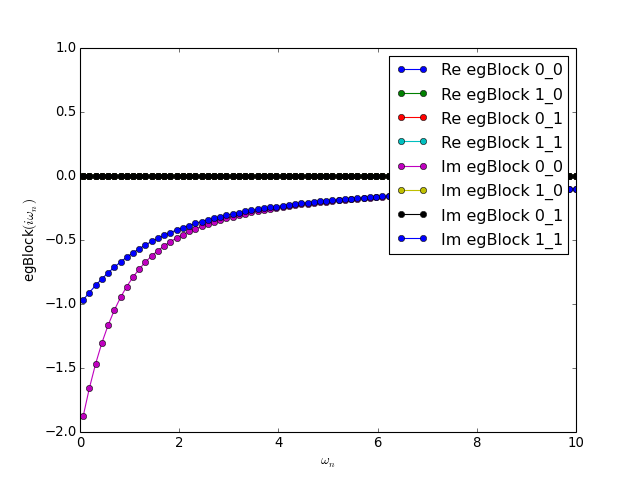 1.0
0.5
0.0
−0.5
−1.0
−1.5
−2.0
egBlock(iωₙ)
0 2 4 6 8 10
ωₙ
Re egBlock 0_0
Re egBlock 1_0
Re egBlock 0_1
Re egBlock 1_1
Im egBlock 0_0
Im egBlock 1_0
Im egBlock 0_1
Im egBlock 1_1